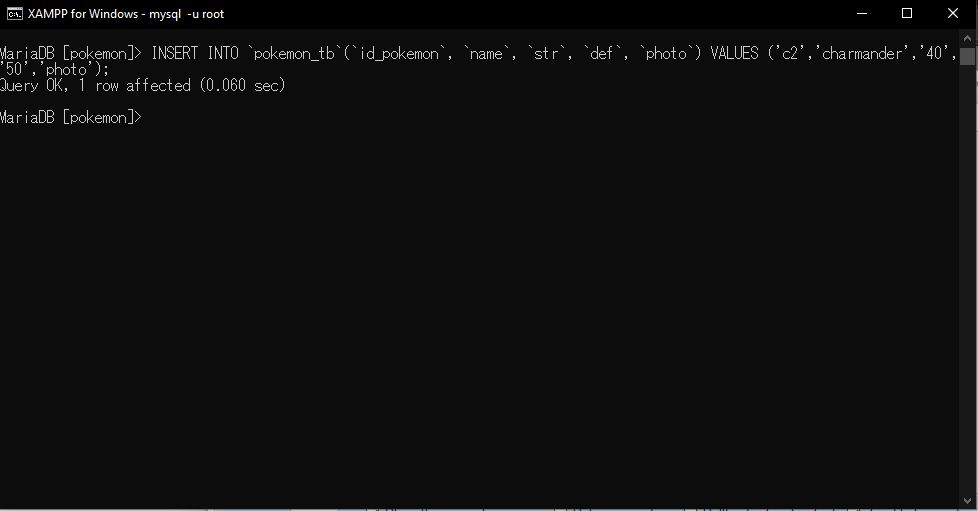 XAMPP for Windows - mysql -u root
MariaDB [pokemon]> INSERT INTO `pokemon_tb`(`id_pokemon`, `name`, `str`, `def`, `photo`) VALUES ('c2','charmander','40',
'50','photo');
Query OK, 1 row affected (0.060 sec)
MariaDB [pokemon]>